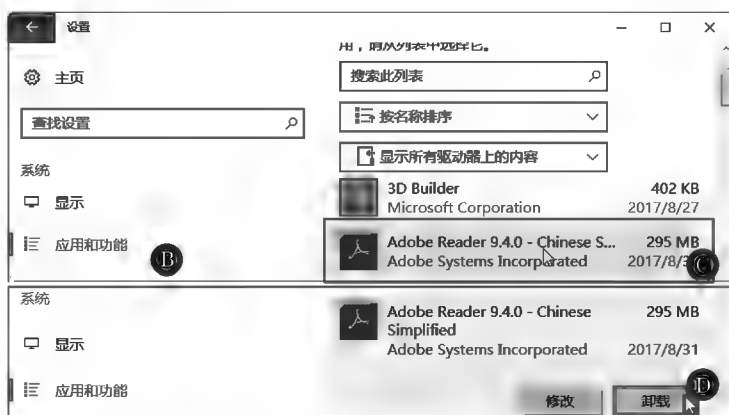 设置
用，请从列表中选择它。
主页
搜索此列表
查找设置
按名称排序
显示所有驱动器上的内容
系统
3D Builder 402 KB
Microsoft Corporation 2017/8/27
显示
应用和功能
B
Adobe Reader 9.4.0 - Chinese S... 295 MB
Adobe Systems Incorporated 2017/8/3
C
系统
Adobe Reader 9.4.0 - Chinese 295 MB
Simplified
显示
Adobe Systems Incorporated 2017/8/31
应用和功能
D
修改 卸载